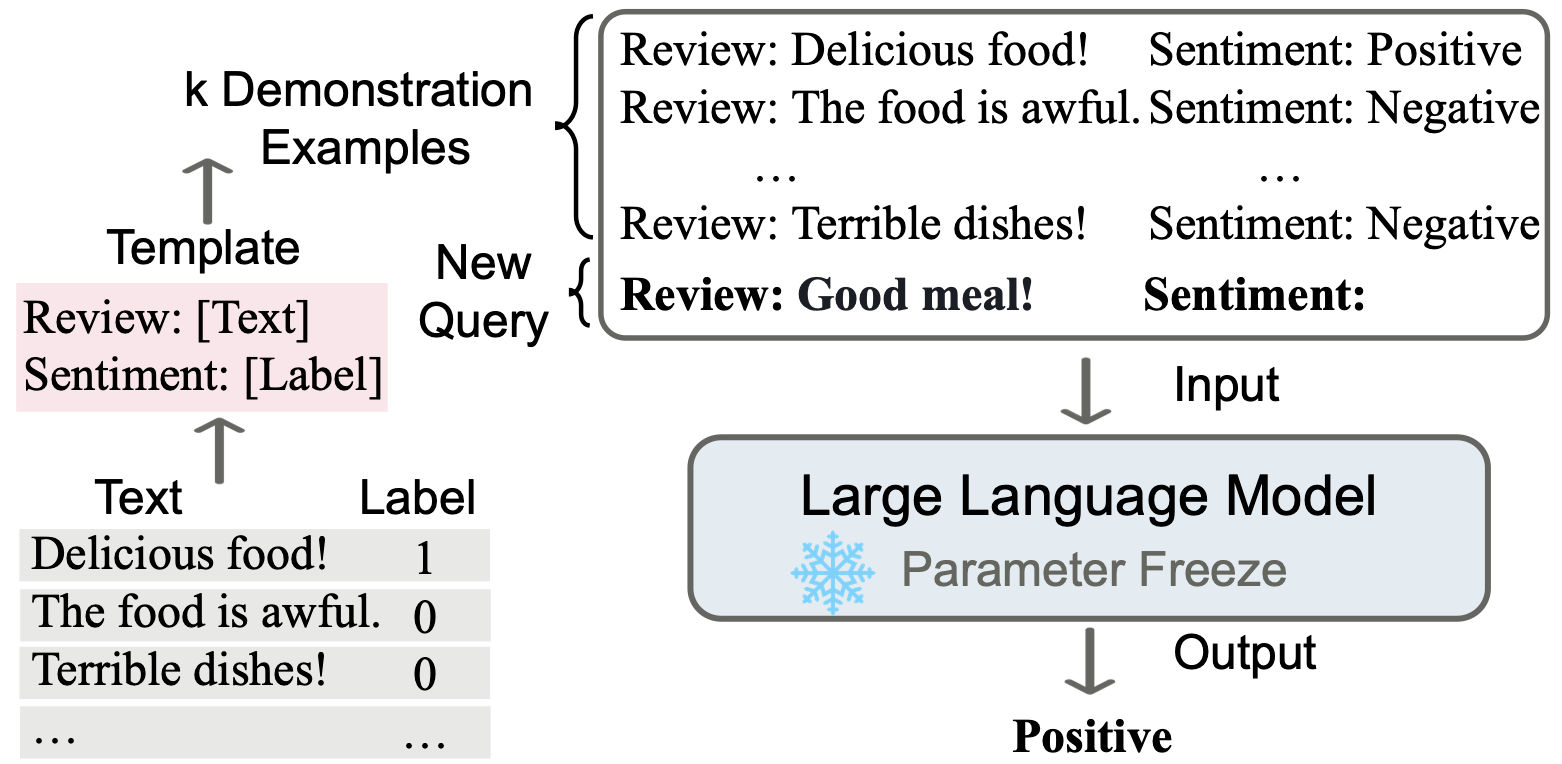 k Demonstration
Examples
Template
Review: [Text]
Sentiment: [Label]
Text Label
Delicious food! 1
The food is awful. 0
Terrible dishes! 0
… …
New
Query
Review: Delicious food! Sentiment: Positive
Review: The food is awful. Sentiment: Negative
… …
Review: Terrible dishes! Sentiment: Negative
Review: Good meal! Sentiment:
Input
Large Language Model
Parameter Freeze
Output
Positive